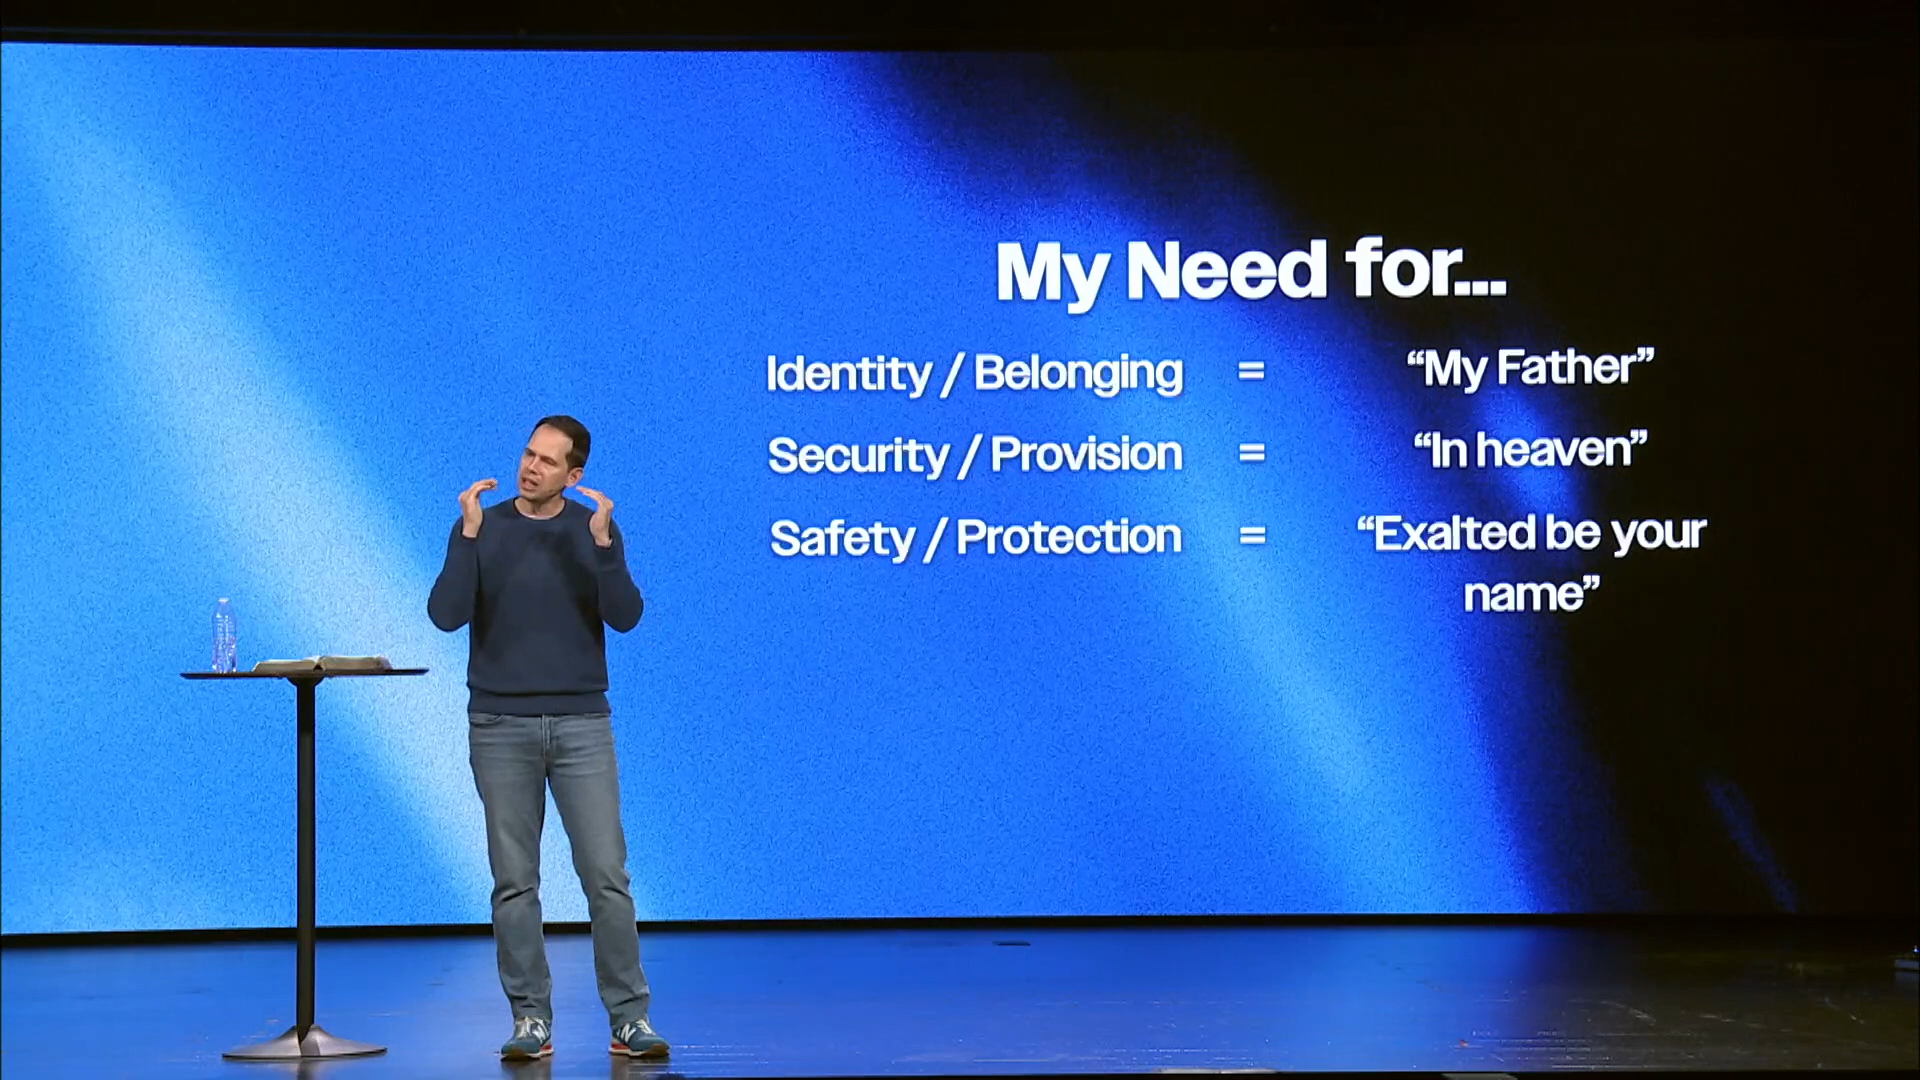 My Need for...
Identity / Belonging = “My Father”
Security / Provision = “In heaven”
Safety / Protection = “Exalted be your
name”
N